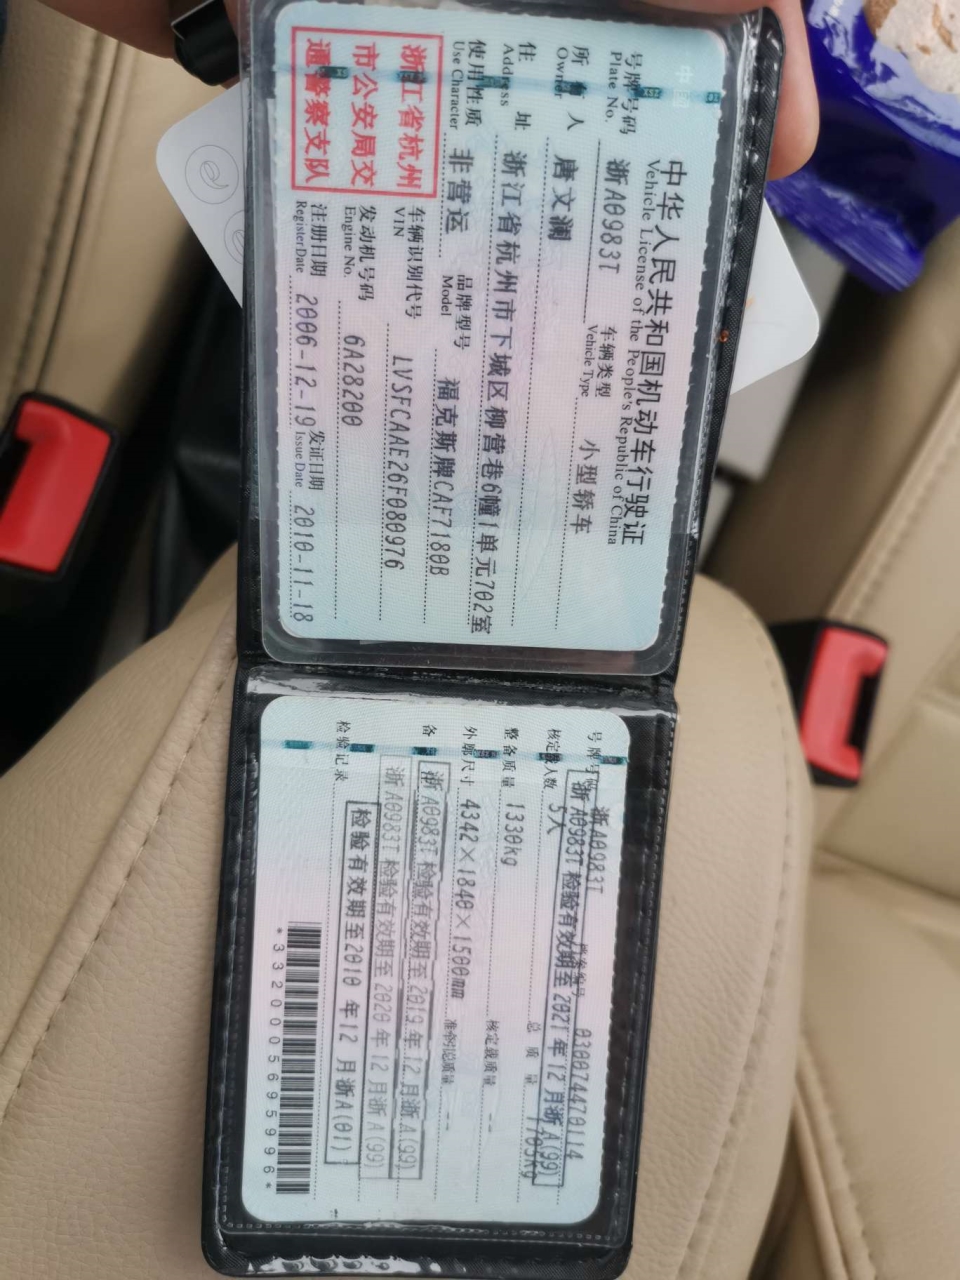 中华人民共和国机动车行驶证
Vehicle License of the People's Republic of China
号牌号码 浙A0983T 车辆类型 小型轿车
Plate No. Vehicle Type
所有人 唐文澜
Owner
住址 浙江省杭州市下城区柳营巷6幢1单元702室
Address
使用性质 非营运 品牌型号 福克斯牌CAF7180B
Use Character Model
浙江省杭州
市公安局交
通警察支队
车辆识别代号 LVSFCAAE26F080976
VIN
发动机号码 6A28200
Engine No.
注册日期 2006-12-19 发证日期 2010-11-18
Register Date Issue Date
号牌号码 浙A0983T 档案编号 030074470114
浙A0983T检验有效期至2021年12月浙A(99)
核定载人数 5人 总质量
整备质量 1330kg 核定载质量 --
外廓尺寸 4342×1840×1500mm 准牵引总质量 --
备
浙A0983T检验有效期至2019年12月浙A(99)
浙A0983T检验有效期至2020年12月浙A(99)
检验记录
检验有效期至2010年12月浙A(01)
*3320005695996*